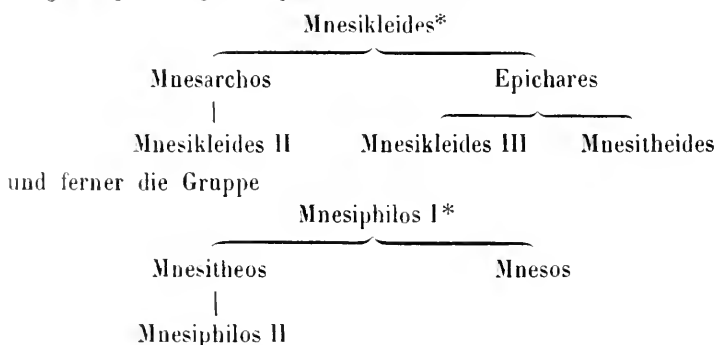 Mnesikleides*
Mnesarchos Epichares
Mnesikleides II Mnesikleides III Mnesitheides
und ferner die Gruppe
Mnesiphilos I*
Mnesitheos Mnesos
Mnesiphilos II